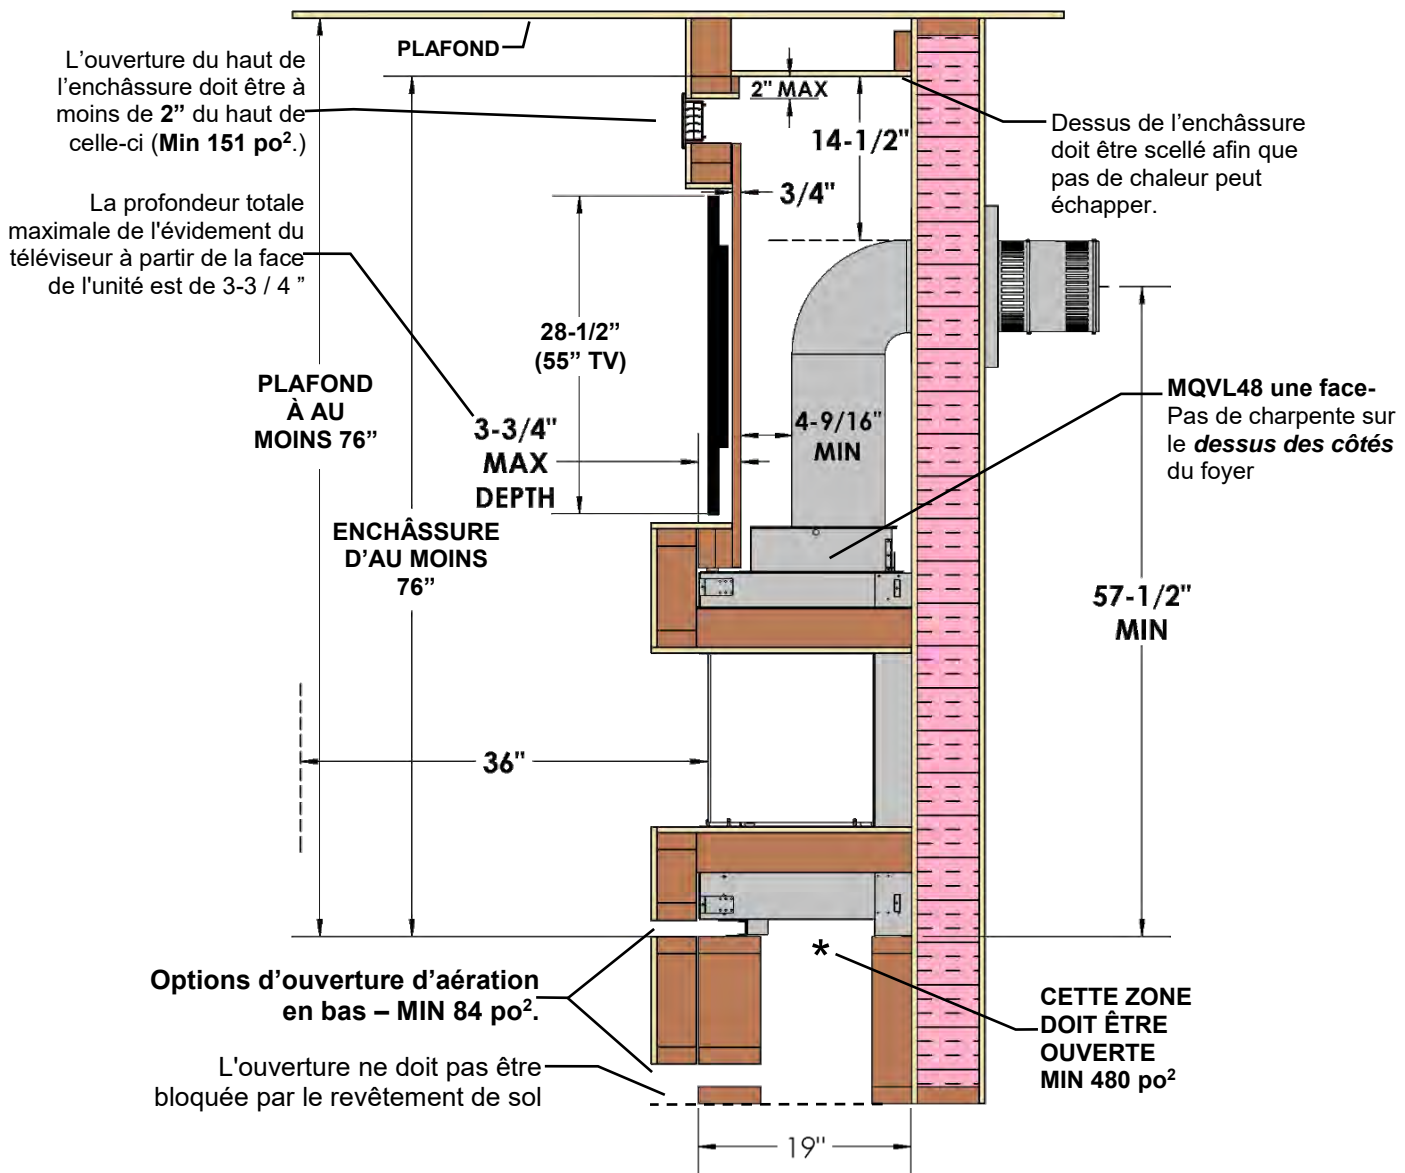 PLAFOND
L’ouverture du haut de
l’enchâssure doit être à
moins de 2” du haut de
celle-ci (Min 151 po².)
2" MAX
14-1/2"
Dessus de l’enchâssure
doit être scellé afin que
pas de chaleur peut
échapper.
3/4"
La profondeur totale
maximale de l'évidement du
téléviseur à partir de la face
de l'unité est de 3-3 / 4 ”
28-1/2”
(55” TV)
PLAFOND
À AU
MOINS 76”
3-3/4"
MAX
DEPTH
4-9/16"
MIN
MQVL48 une face-
Pas de charpente sur
le dessus des côtés
du foyer
ENCHÂSSURE
D’AU MOINS
76”
57-1/2"
MIN
36"
*
Options d’ouverture d’aération
en bas – MIN 84 po².
CETTE ZONE
DOIT ÊTRE
OUVERTE
MIN 480 po²
L'ouverture ne doit pas être
bloquée par le revêtement de sol
19"